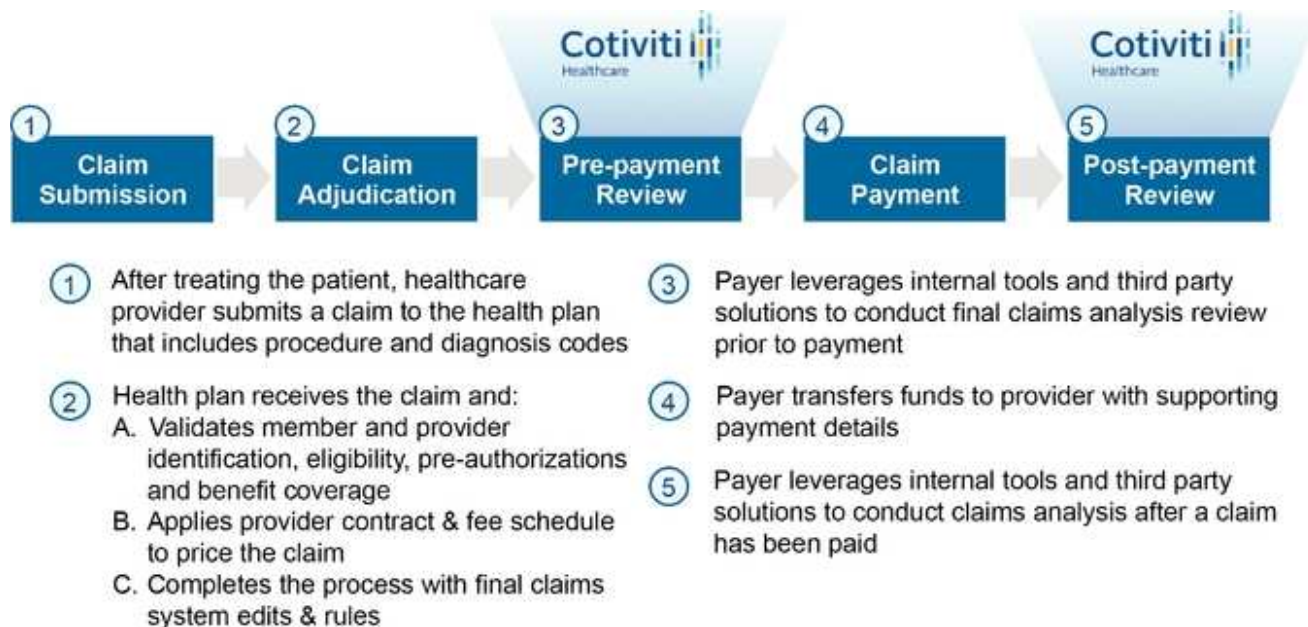 Cotiviti
Healthcare
Cotiviti
Healthcare
1
Claim
Submission
2
Claim
Adjudication
3
Pre-payment
Review
4
Claim
Payment
5
Post-payment
Review
1
After treating the patient, healthcare
provider submits a claim to the health plan
that includes procedure and diagnosis codes
2
Health plan receives the claim and:
A. Validates member and provider
identification, eligibility, pre-authorizations
and benefit coverage
B. Applies provider contract & fee schedule
to price the claim
C. Completes the process with final claims
system edits & rules
3
Payer leverages internal tools and third party
solutions to conduct final claims analysis review
prior to payment
4
Payer transfers funds to provider with supporting
payment details
5
Payer leverages internal tools and third party
solutions to conduct claims analysis after a claim
has been paid